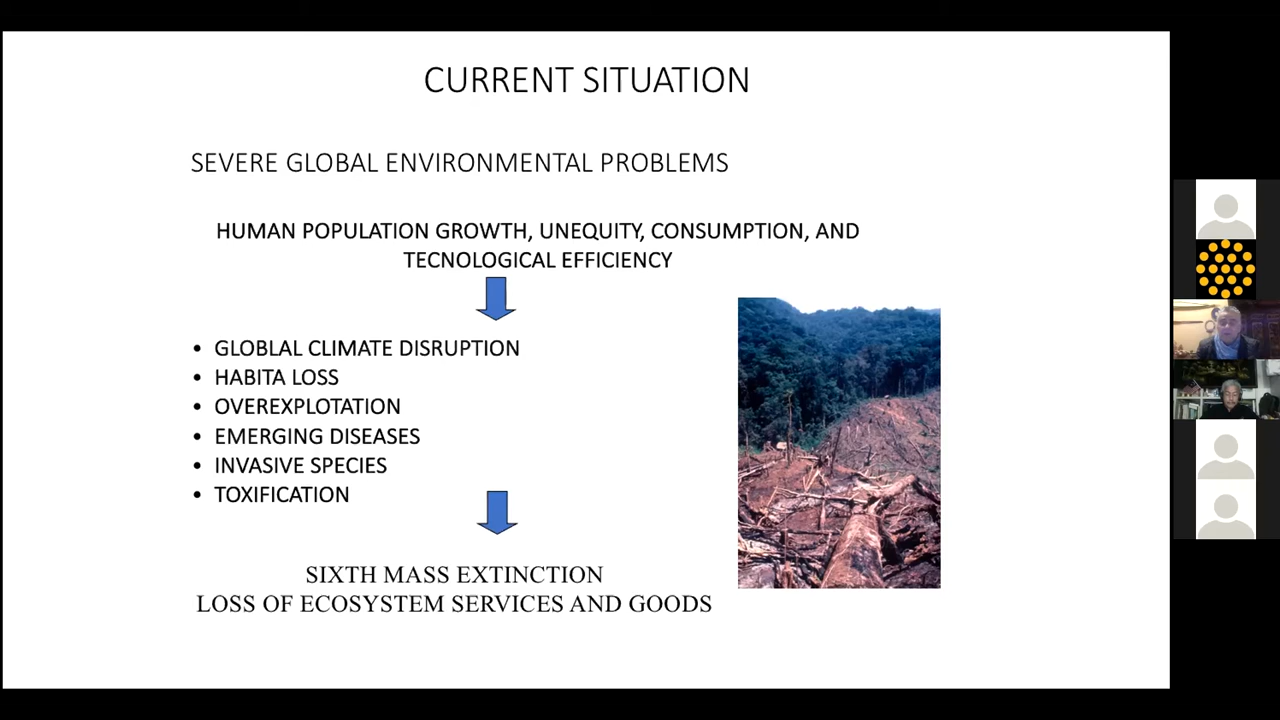 CURRENT SITUATION
SEVERE GLOBAL ENVIRONMENTAL PROBLEMS
HUMAN POPULATION GROWTH, UNEQUITY, CONSUMPTION, AND
TECNOLOGICAL EFFICIENCY
• GLOBLAL CLIMATE DISRUPTION
• HABITA LOSS
• OVEREXPLOTATION
• EMERGING DISEASES
• INVASIVE SPECIES
• TOXIFICATION
SIXTH MASS EXTINCTION
LOSS OF ECOSYSTEM SERVICES AND GOODS